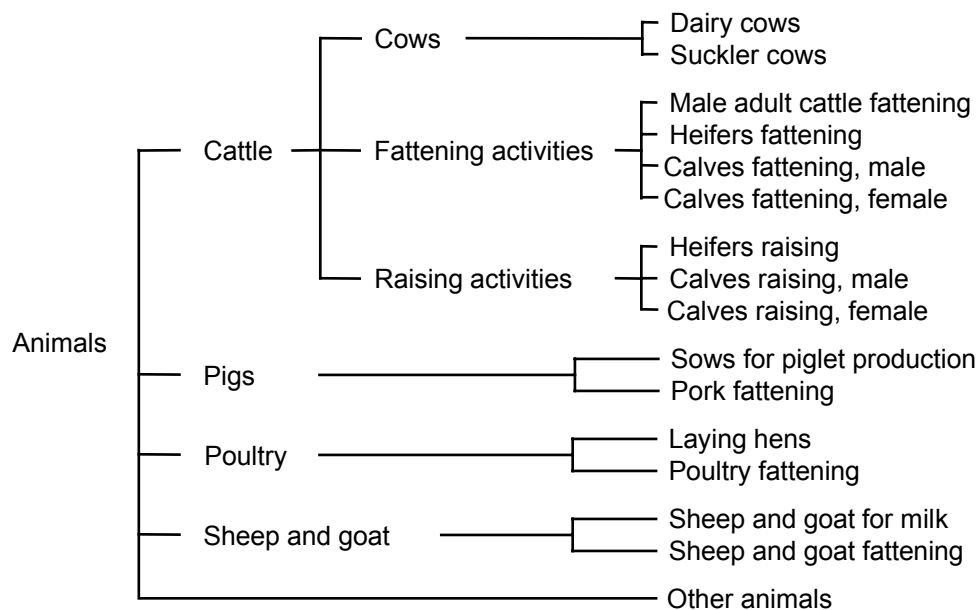 Dairy cows
Cows
Suckler cows
Male adult cattle fattening
Heifers fattening
Cattle
Fattening activities
Calves fattening, male
Calves fattening, female
Heifers raising
Raising activities
Calves raising, male
Calves raising, female
Animals
Sows for piglet production
Pigs
Pork fattening
Laying hens
Poultry
Poultry fattening
Sheep and goat for milk
Sheep and goat
Sheep and goat fattening
Other animals